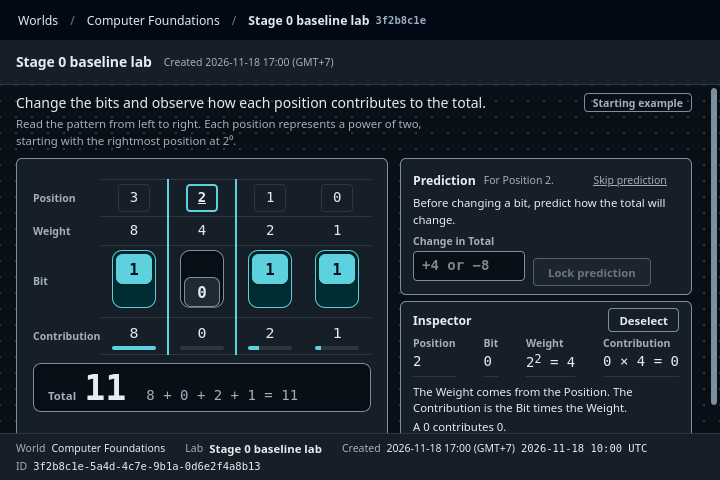 Worlds / Computer Foundations / Stage 0 baseline lab 3f2b8c1e
Stage 0 baseline lab Created 2026-11-18 17:00 (GMT+7)
Change the bits and observe how each position contributes to the total.
Starting example
Read the pattern from left to right. Each position represents a power of two,
starting with the rightmost position at 2⁰.
Position 3 2 1 0
Weight 8 4 2 1
Bit 1 0 1 1
Contribution 8 0 2 1
Total 11 8 + 0 + 2 + 1 = 11
Prediction For Position 2. Skip prediction
Before changing a bit, predict how the total will
change.
Change in Total
+4 or −8 Lock prediction
Inspector Deselect
Position Bit Weight Contribution
2 0 2² = 4 0 × 4 = 0
The Weight comes from the Position. The
Contribution is the Bit times the Weight.
A 0 contributes 0.
World Computer Foundations Lab Stage 0 baseline lab Created 2026-11-18 17:00 (GMT+7) 2026-11-18 10:00 UTC
ID 3f2b8c1e-5a4d-4c7e-9b1a-0d6e2f4a8b13